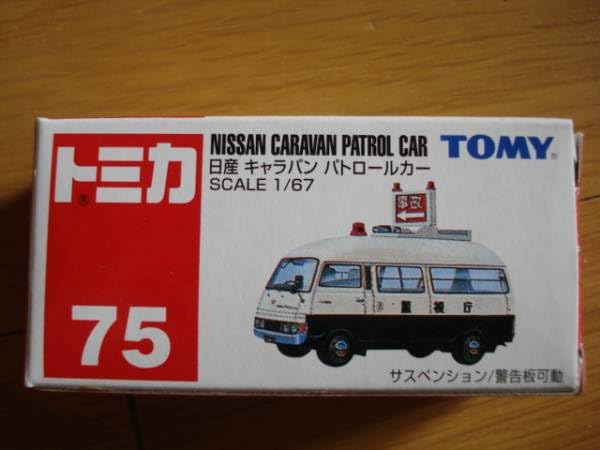 トミカ®
75
NISSAN CARAVAN PATROL CAR
日産 キャラバン パトロールカー
SCALE 1/67
TOMY®
事故
警視庁
サスペンション/警告板可動